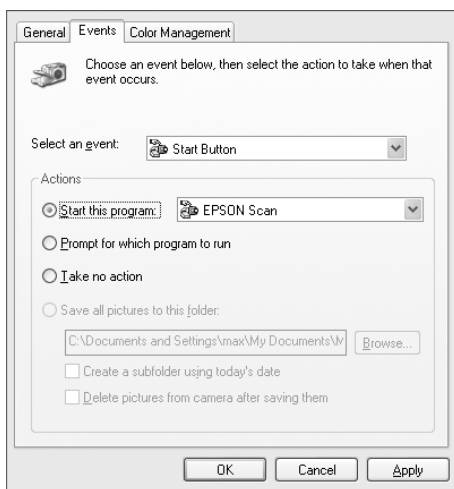 General Events Color Management
Choose an event below, then select the action to take when that
event occurs.
Select an event: Start Button
Actions
Start this program: EPSON Scan
Prompt for which program to run
Take no action
Save all pictures to this folder:
C:\Documents and Settings\max\My Documents\M Browse...
Create a subfolder using today's date
Delete pictures from camera after saving them
OK Cancel Apply